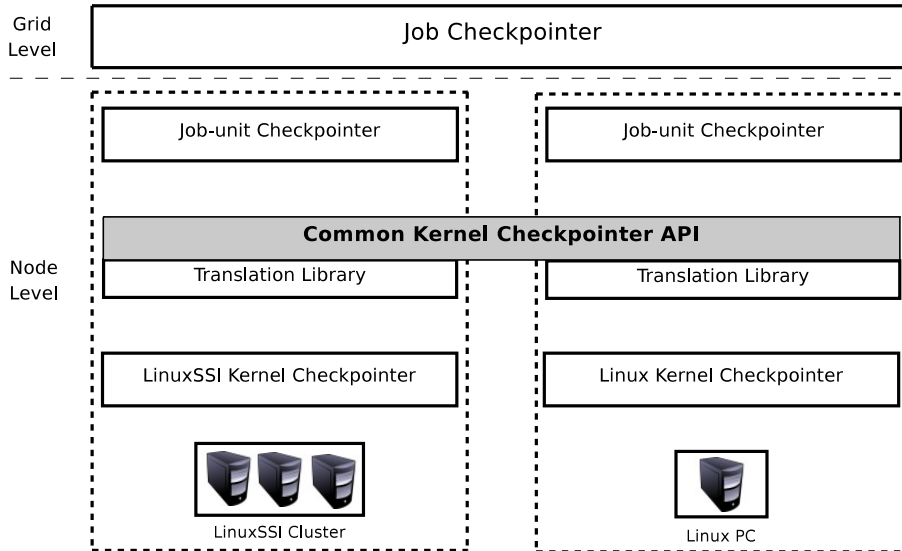 Grid
Level
Job Checkpointer
Job-unit Checkpointer
Job-unit Checkpointer
Common Kernel Checkpointer API
Node
Level
Translation Library
Translation Library
LinuxSSI Kernel Checkpointer
Linux Kernel Checkpointer
LinuxSSI Cluster
Linux PC